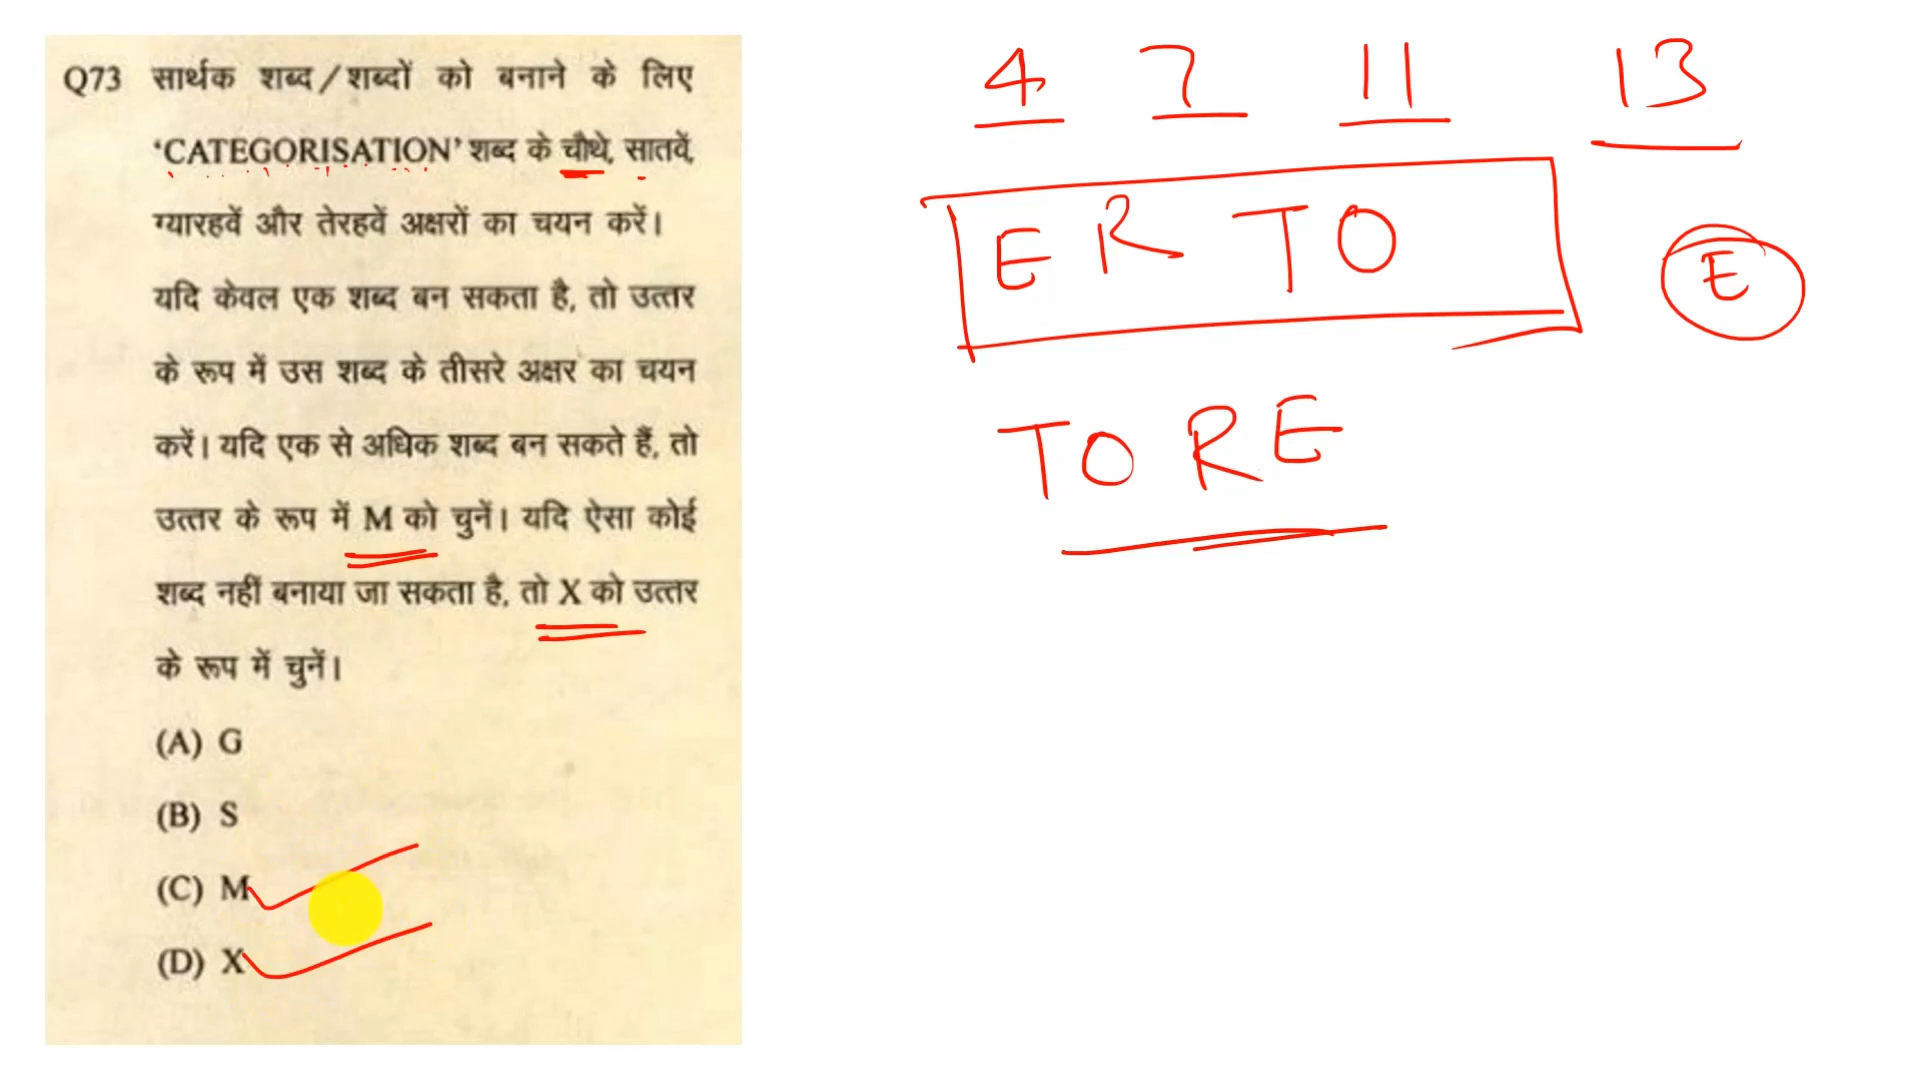 Q73 सार्थक शब्द/शब्दों को बनाने के लिए
‘CATEGORISATION’ शब्द के चौथे, सातवें,
ग्यारहवें और तेरहवें अक्षरों का चयन करें।
यदि केवल एक शब्द बन सकता है, तो उत्तर
के रूप में उस शब्द के तीसरे अक्षर का चयन
करें। यदि एक से अधिक शब्द बन सकते हैं, तो
उत्तर के रूप में M को चुनें। यदि ऐसा कोई
शब्द नहीं बनाया जा सकता है, तो X को उत्तर
के रूप में चुनें।
(A) G
(B) S
(C) M
(D) X
4 7 11 13
E R T O
E
TORE